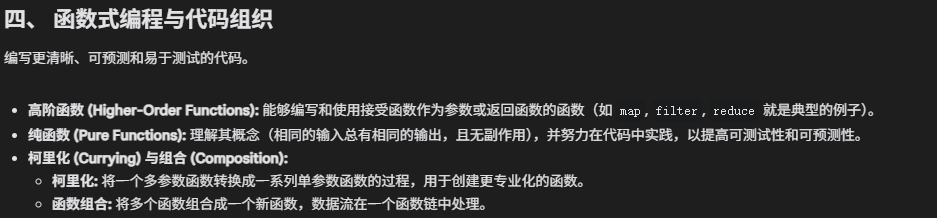 四、 函数式编程与代码组织
编写更清晰、可预测和易于测试的代码。
• 高阶函数 (Higher-Order Functions): 能够编写和使用接受函数作为参数或返回函数的函数（如 map , filter , reduce 就是典型的例子）。
• 纯函数 (Pure Functions): 理解其概念（相同的输入总有相同的输出，且无副作用），并努力在代码中实践，以提高可测试性和可预测性。
• 柯里化 (Currying) 与组合 (Composition):
◦ 柯里化: 将一个多参数函数转换成一系列单参数函数的过程，用于创建更专业化的函数。
◦ 函数组合: 将多个函数组合成一个新函数，数据流在一个函数链中处理。